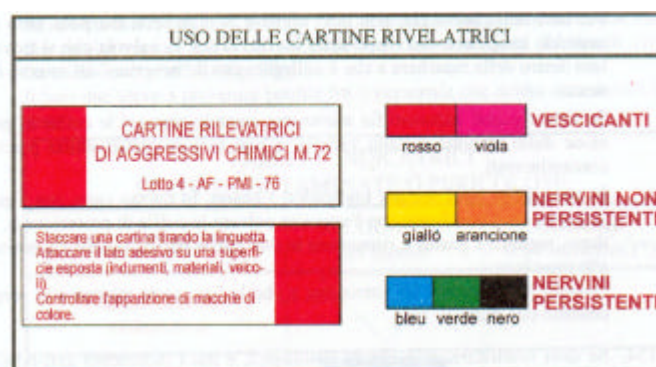 USO DELLE CARTINE RIVELATRICI
CARTINE RILEVATRICI
DI AGGRESSIVI CHIMICI M.72
Lotto 4 - AF - PMI - 76
Staccare una cartina tirando la linguetta.
Attaccare il lato adesivo su una superfi-
cie esposta (indumenti, materiali, veico-
li).
Controllare l'apparizione di macchie di
colore.
VESCICANTI
rosso viola
NERVINI NON
PERSISTENTI
giallo arancione
NERVINI
PERSISTENTI
bleu verde nero